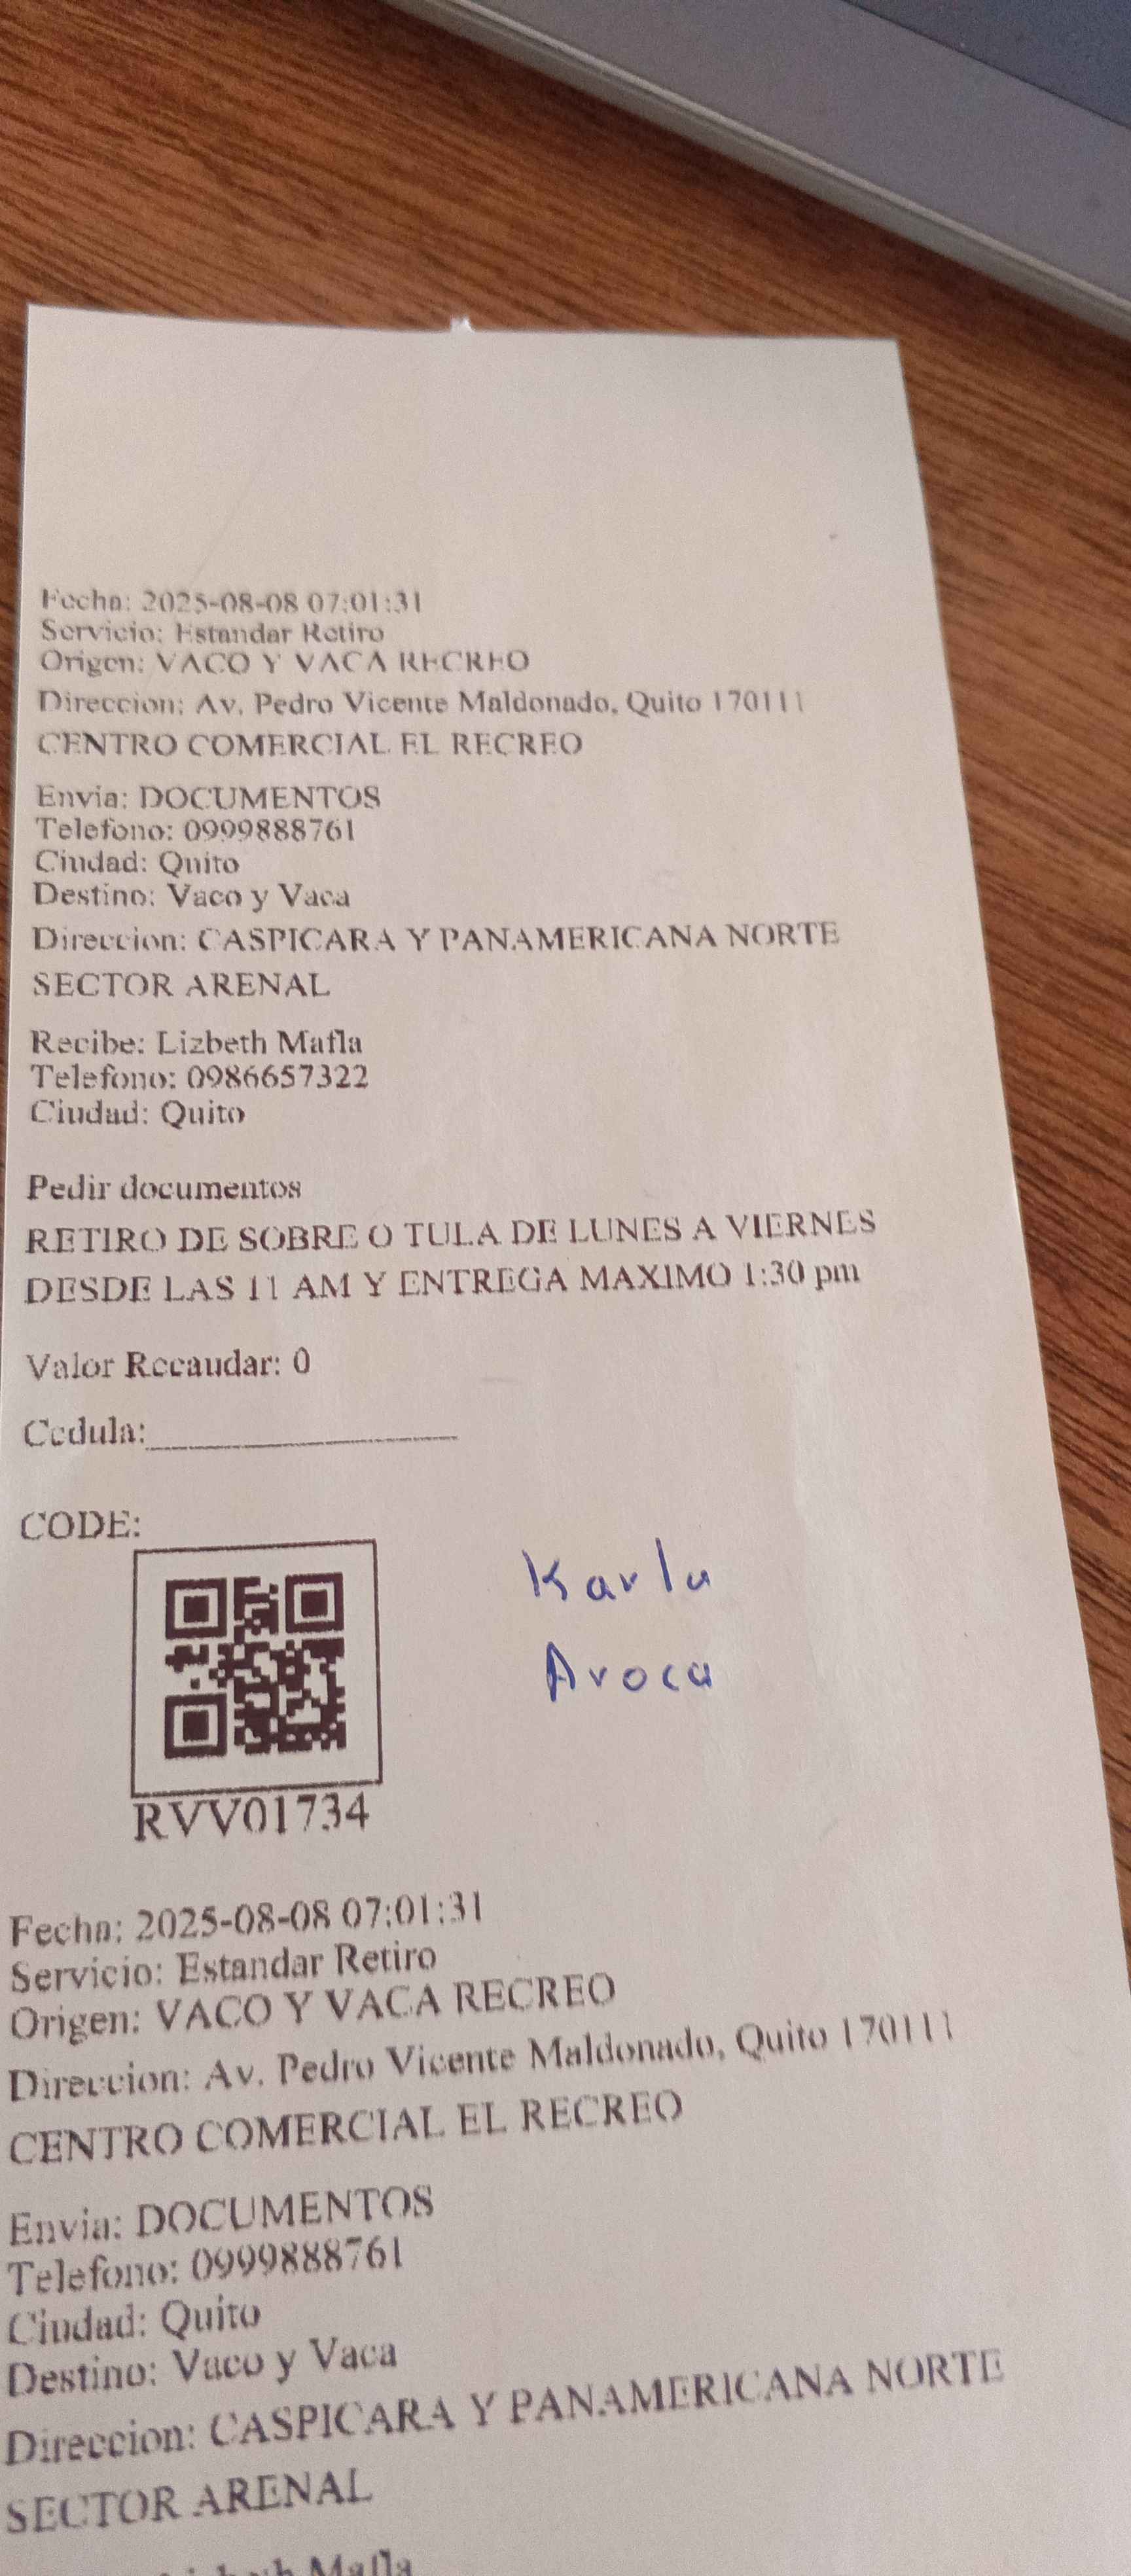 Fecha: 2025-08-08 07:01:31
Servicio: Estandar Retiro
Origen: VACO Y VACA RECREO
Direccion: Av. Pedro Vicente Maldonado, Quito 170111
CENTRO COMERCIAL EL RECREO
Envia: DOCUMENTOS
Telefono: 0999888761
Ciudad: Quito
Destino: Vaco y Vaca
Direccion: CASPICARA Y PANAMERICANA NORTE
SECTOR ARENAL
Recibe: Lizbeth Mafla
Telefono: 0986657322
Ciudad: Quito
Pedir documentos
RETIRO DE SOBRE O TULA DE LUNES A VIERNES
DESDE LAS 11 AM Y ENTREGA MAXIMO 1:30 pm
Valor Recaudar: 0
Cedula:
CODE:
Karla
Aroca
RVV01734
Fecha: 2025-08-08 07:01:31
Servicio: Estandar Retiro
Origen: VACO Y VACA RECREO
Direccion: Av. Pedro Vicente Maldonado, Quito 170111
CENTRO COMERCIAL EL RECREO
Envia: DOCUMENTOS
Telefono: 0999888761
Ciudad: Quito
Destino: Vaco y Vaca
Direccion: CASPICARA Y PANAMERICANA NORTE
SECTOR ARENAL
Mafla